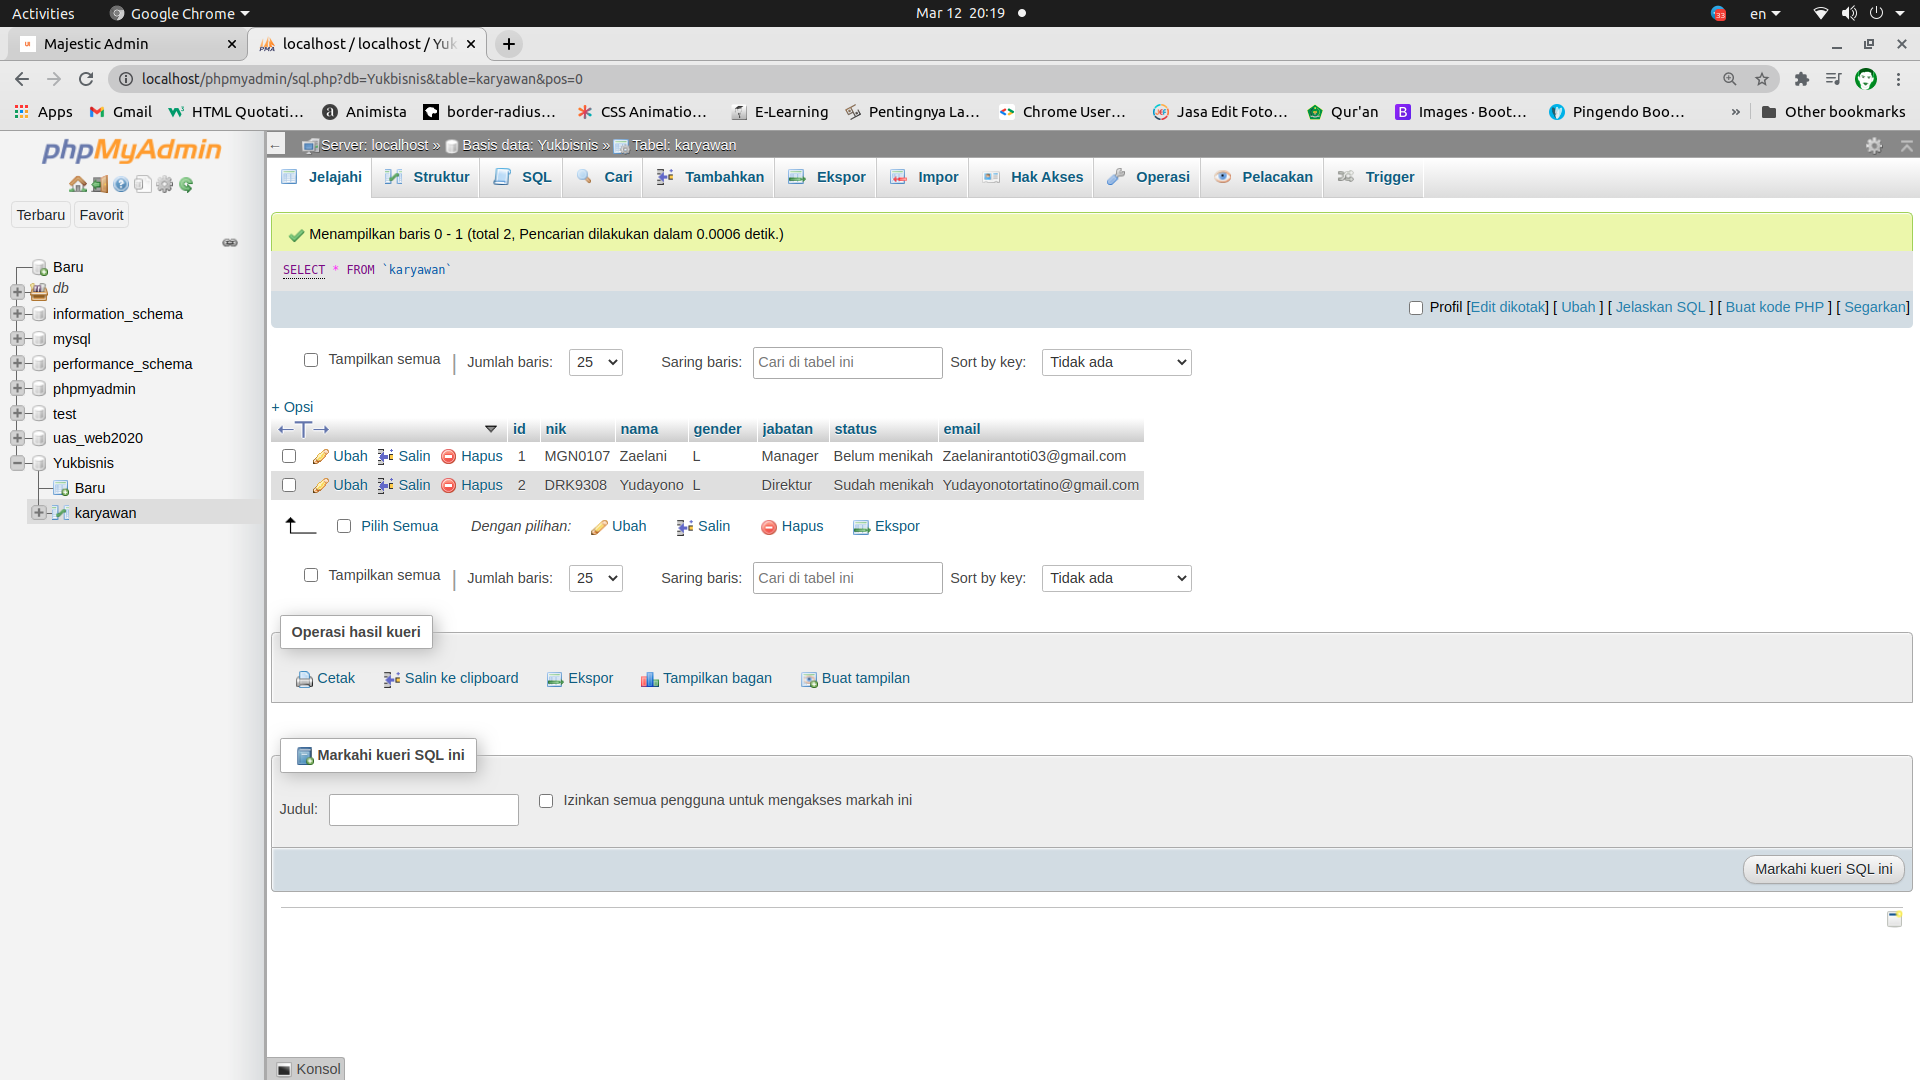 Activities
Google Chrome
Mar 12 20:19
33
en
Majestic Admin
localhost / localhost / Yuk
localhost/phpmyadmin/sql.php?db=Yukbisnis&table=karyawan&pos=0
Apps
Gmail
HTML Quotati...
Animista
border-radius...
CSS Animatio...
E-Learning
Pentingnya La...
Chrome User...
Jasa Edit Foto...
Qur'an
Images · Boot...
Pingendo Boo...
»
Other bookmarks
phpMyAdmin
Terbaru
Favorit
Baru
db
information_schema
mysql
performance_schema
phpmyadmin
test
uas_web2020
Yukbisnis
Baru
karyawan
Server: localhost » Basis data: Yukbisnis » Tabel: karyawan
Jelajahi
Struktur
SQL
Cari
Tambahkan
Ekspor
Impor
Hak Akses
Operasi
Pelacakan
Trigger
Menampilkan baris 0 - 1 (total 2, Pencarian dilakukan dalam 0.0006 detik.)
SELECT * FROM `karyawan`
Profil [Edit dikotak] [ Ubah ] [ Jelaskan SQL ] [ Buat kode PHP ] [ Segarkan]
Tampilkan semua | Jumlah baris: 25 Saring baris: Cari di tabel ini Sort by key: Tidak ada
+ Opsi
←T→ id nik nama gender jabatan status email
Ubah Salin Hapus 1 MGN0107 Zaelani L Manager Belum menikah Zaelanirantoti03@gmail.com
Ubah Salin Hapus 2 DRK9308 Yudayono L Direktur Sudah menikah Yudayonotortatino@gmail.com
Pilih Semua Dengan pilihan: Ubah Salin Hapus Ekspor
Tampilkan semua | Jumlah baris: 25 Saring baris: Cari di tabel ini Sort by key: Tidak ada
Operasi hasil kueri
Cetak Salin ke clipboard Ekspor Tampilkan bagan Buat tampilan
Markahi kueri SQL ini
Judul: Izinkan semua pengguna untuk mengakses markah ini
Markahi kueri SQL ini
Konsol